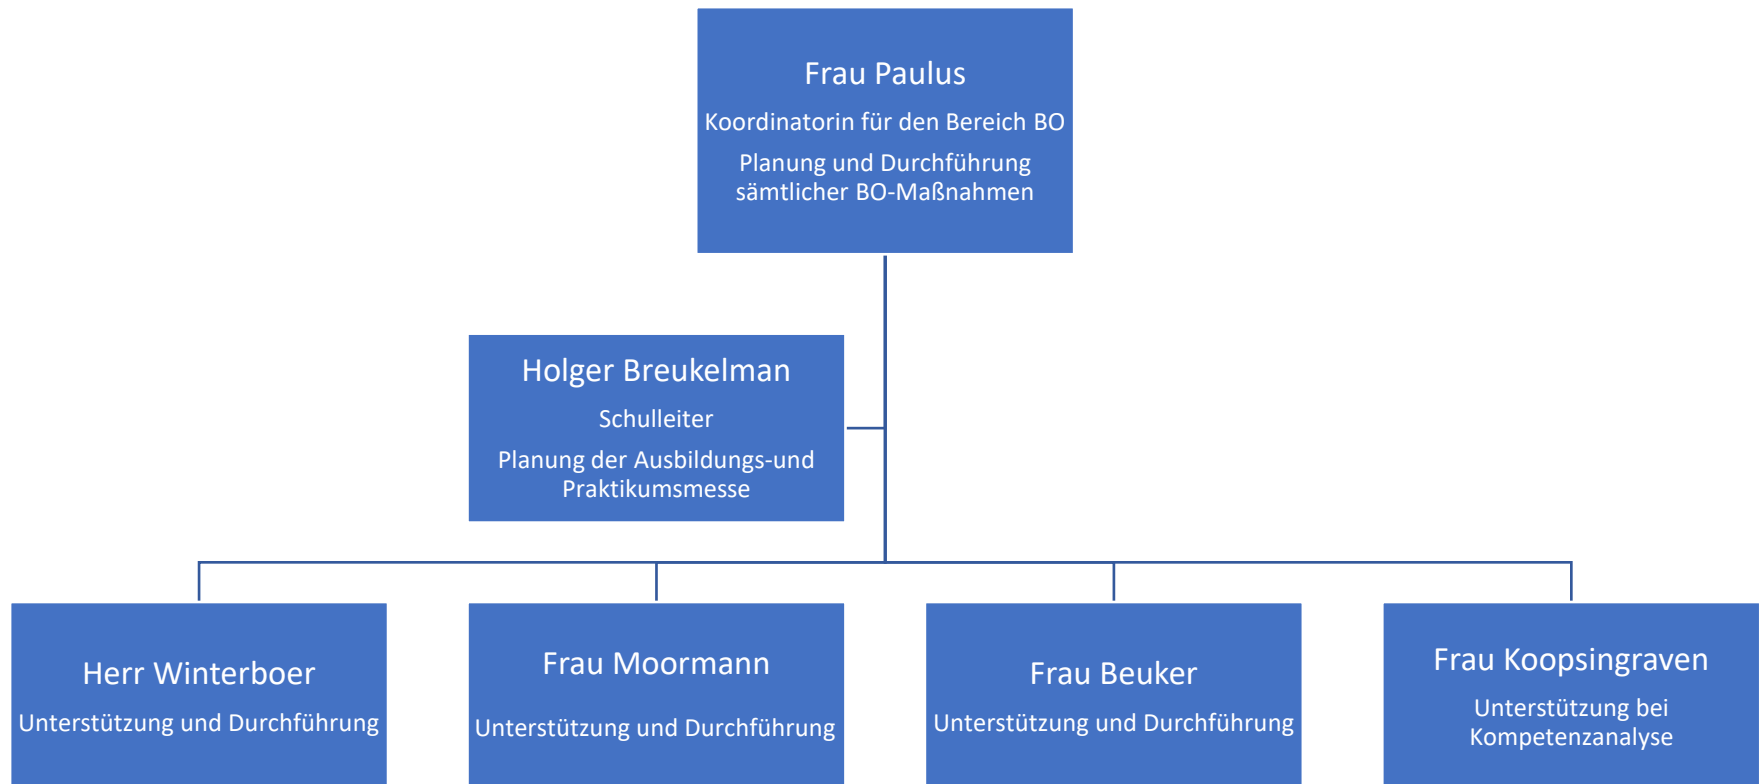 Frau Paulus
Koordinatorin für den Bereich BO
Planung und Durchführung
sämtlicher BO-Maßnahmen
Holger Breukelman
Schulleiter
Planung der Ausbildungs-und
Praktikumsmesse
Herr Winterboer
Unterstützung und Durchführung
Frau Moormann
Unterstützung und Durchführung
Frau Beuker
Unterstützung und Durchführung
Frau Koopsingraven
Unterstützung bei
Kompetenzanalyse